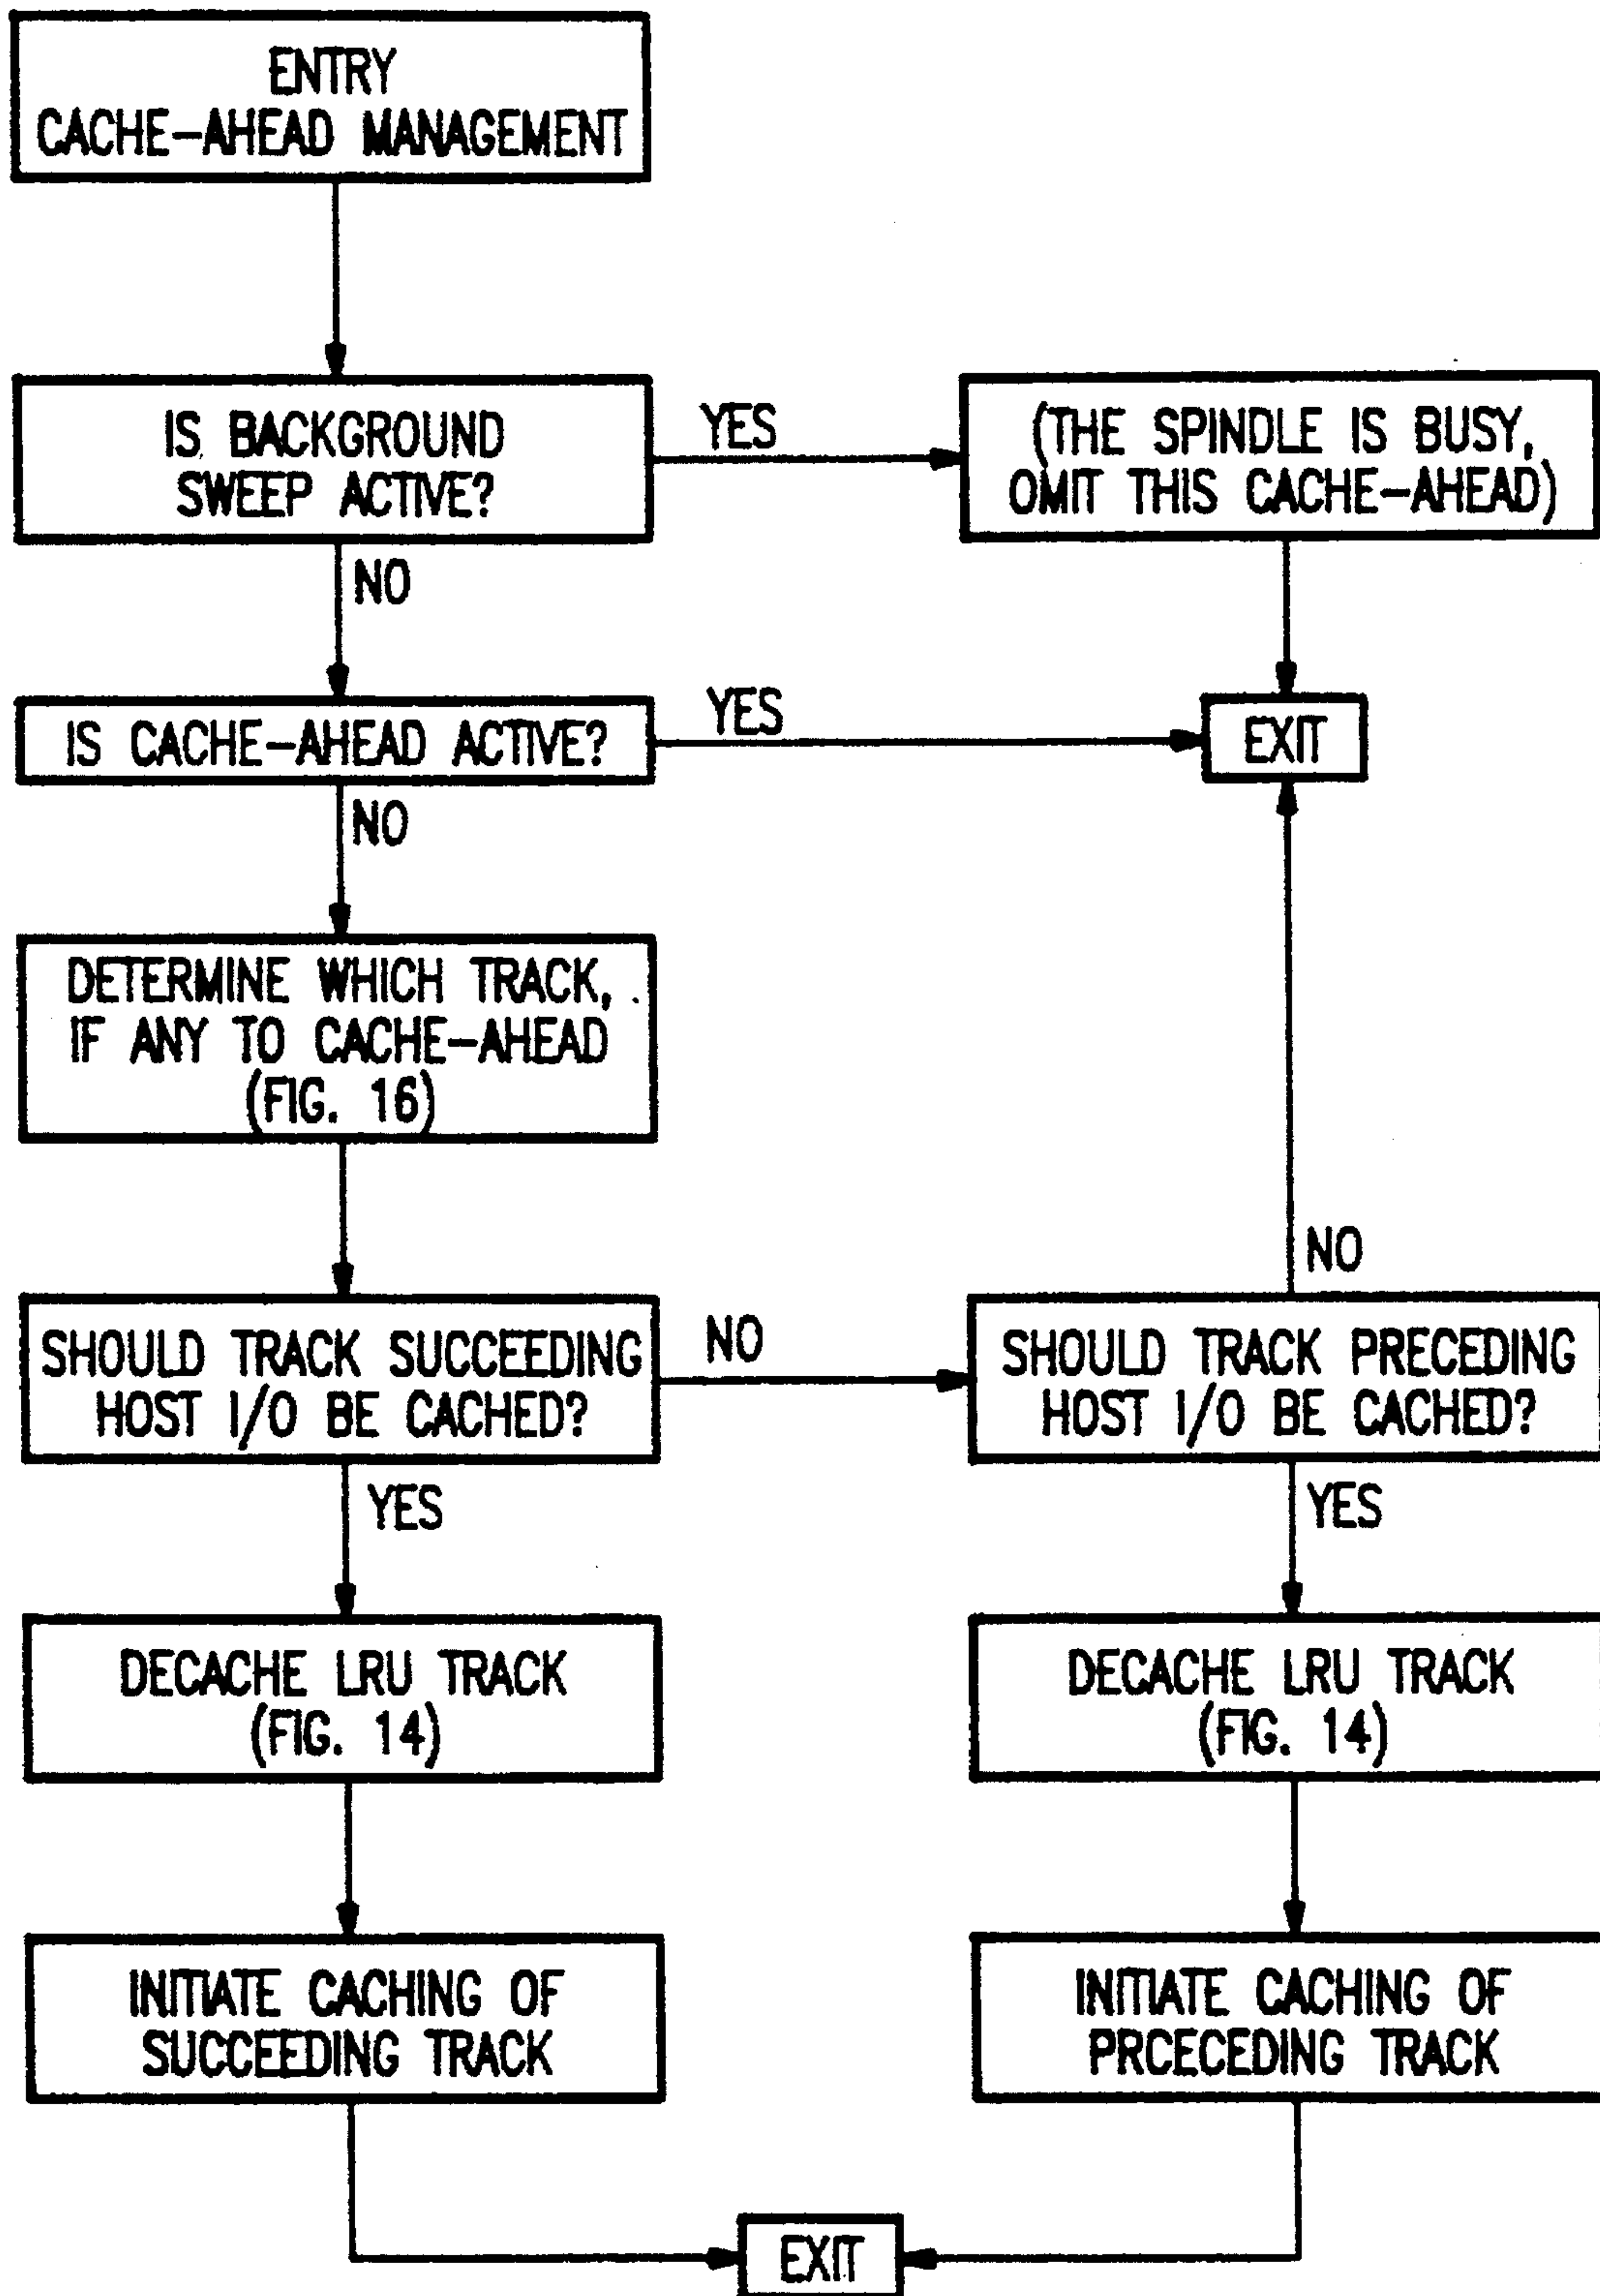 ENTRY
CACHE-AHEAD MANAGEMENT
IS BACKGROUND
SWEEP ACTIVE?
YES
(THE SPINDLE IS BUSY,
OMIT THIS CACHE-AHEAD)
NO
IS CACHE-AHEAD ACTIVE?
YES
EXIT
NO
DETERMINE WHICH TRACK,
IF ANY TO CACHE-AHEAD
(FIG. 16)
NO
SHOULD TRACK SUCCEEDING
HOST I/O BE CACHED?
NO
SHOULD TRACK PRECEDING
HOST I/O BE CACHED?
YES
YES
DECACHE LRU TRACK
(FIG. 14)
DECACHE LRU TRACK
(FIG. 14)
INITIATE CACHING OF
SUCCEEDING TRACK
INITIATE CACHING OF
PRCECEDING TRACK
EXIT